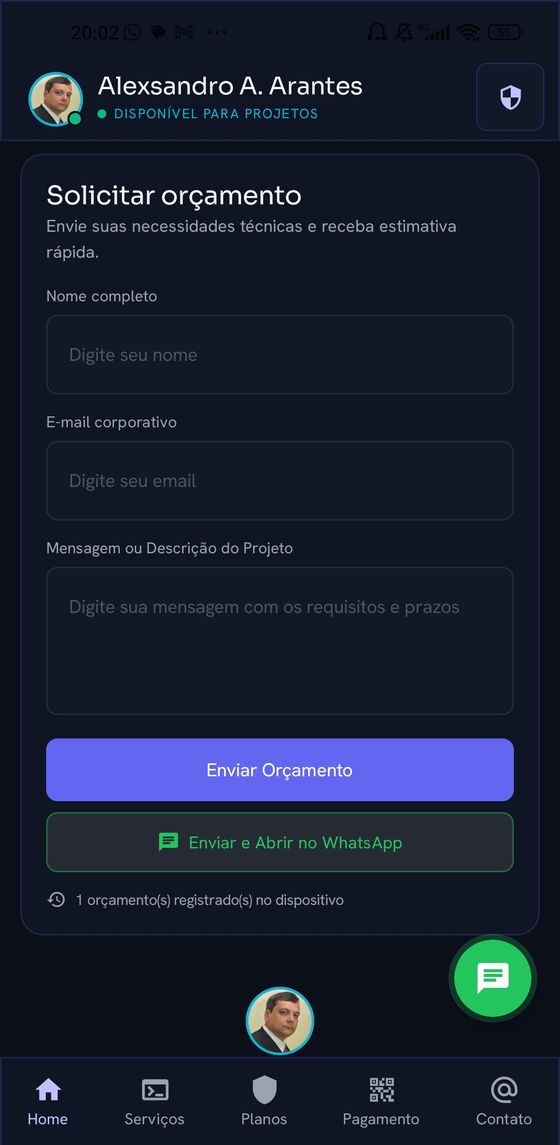 20:02
4G
55
Alexsandro A. Arantes
DISPONÍVEL PARA PROJETOS
Solicitar orçamento
Envie suas necessidades técnicas e receba estimativa
rápida.
Nome completo
Digite seu nome
E-mail corporativo
Digite seu email
Mensagem ou Descrição do Projeto
Digite sua mensagem com os requisitos e prazos
Enviar Orçamento
Enviar e Abrir no WhatsApp
1 orçamento(s) registrado(s) no dispositivo
Home
Serviços
Planos
Pagamento
Contato